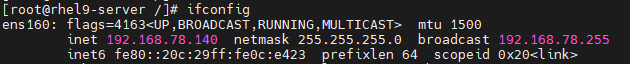 [root@rhel9-server /]# ifconfig
ens160: flags=4163<UP,BROADCAST,RUNNING,MULTICAST>  mtu 1500
        inet 192.168.78.140  netmask 255.255.255.0  broadcast 192.168.78.255
        inet6 fe80::20c:29ff:fe0c:e423  prefixlen 64  scopeid 0x20<link>